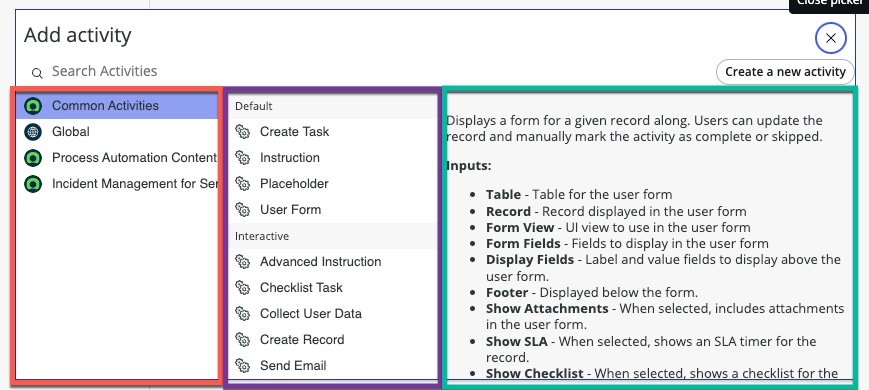 Close picker
Add activity
Search Activities
Create a new activity
Common Activities
Global
Process Automation Content
Incident Management for Ser
Default
Create Task
Instruction
Placeholder
User Form
Interactive
Advanced Instruction
Checklist Task
Collect User Data
Create Record
Send Email
Displays a form for a given record along. Users can update the
record and manually mark the activity as complete or skipped.
Inputs:
• Table - Table for the user form
• Record - Record displayed in the user form
• Form View - UI view to use in the user form
• Form Fields - Fields to display in the user form
• Display Fields - Label and value fields to display above the
user form.
• Footer - Displayed below the form.
• Show Attachments - When selected, includes attachments
in the user form.
• Show SLA - When selected, shows an SLA timer for the
record.
• Show Checklist - When selected, shows a checklist for the